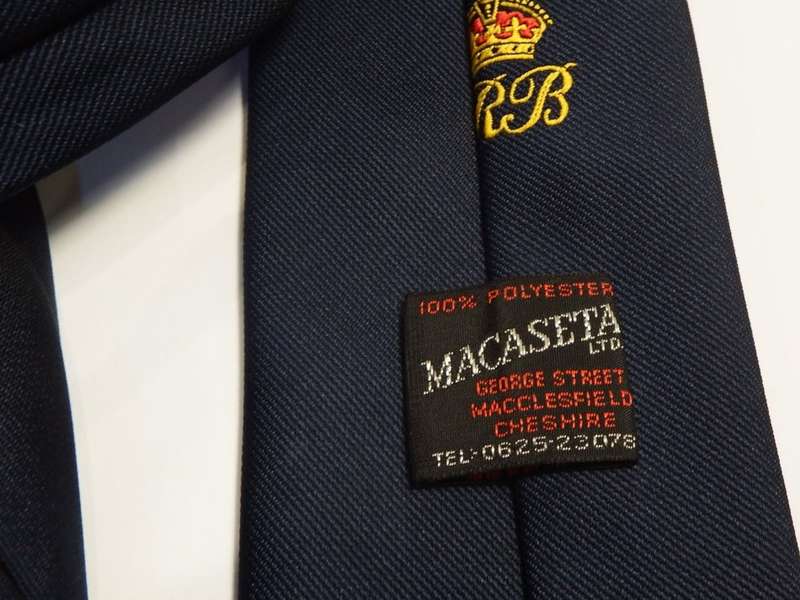 RB
100% POLYESTER
MACASETA
LTD.
GEORGE STREET
MACCLESFIELD
CHESHIRE
TEL:-0625-23078